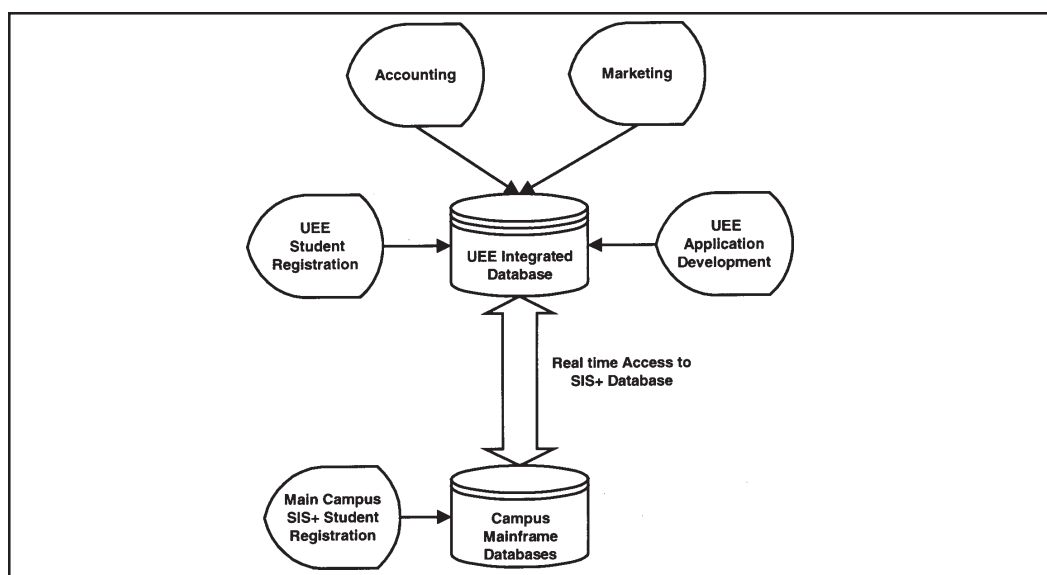 Accounting
Marketing
UEE
Student
Registration
UEE Integrated
Database
UEE
Application
Development
Real time Access to
SIS+ Database
Main Campus
SIS+ Student
Registration
Campus
Mainframe
Databases